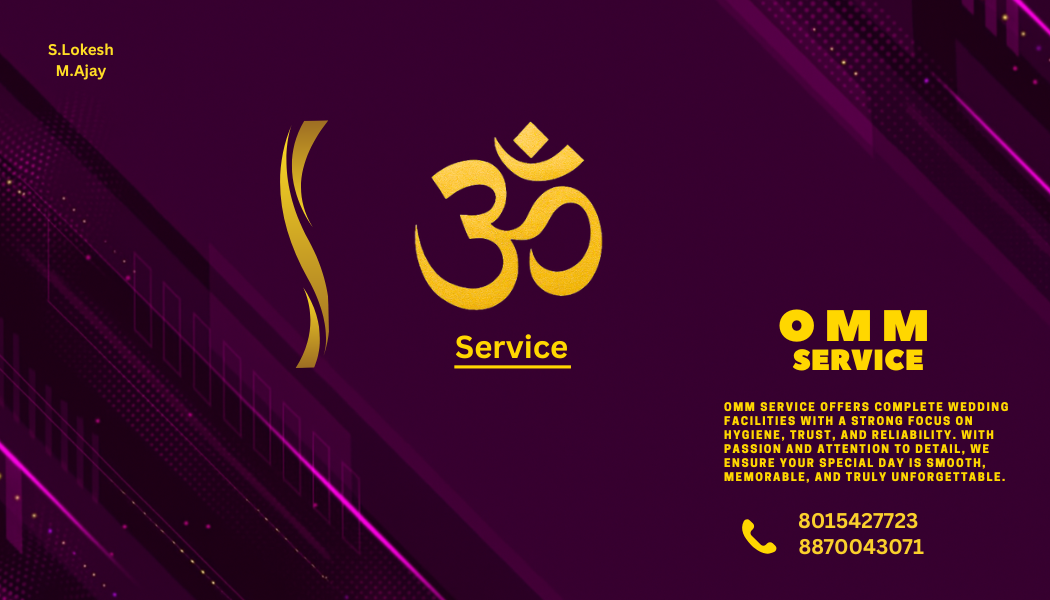 S.Lokesh
M.Ajay
ॐ
Service
OMM
SERVICE
OMM SERVICE OFFERS COMPLETE WEDDING
FACILITIES WITH A STRONG FOCUS ON
HYGIENE, TRUST, AND RELIABILITY. WITH
PASSION AND ATTENTION TO DETAIL, WE
ENSURE YOUR SPECIAL DAY IS SMOOTH,
MEMORABLE, AND TRULY UNFORGETTABLE.
8015427723
8870043071